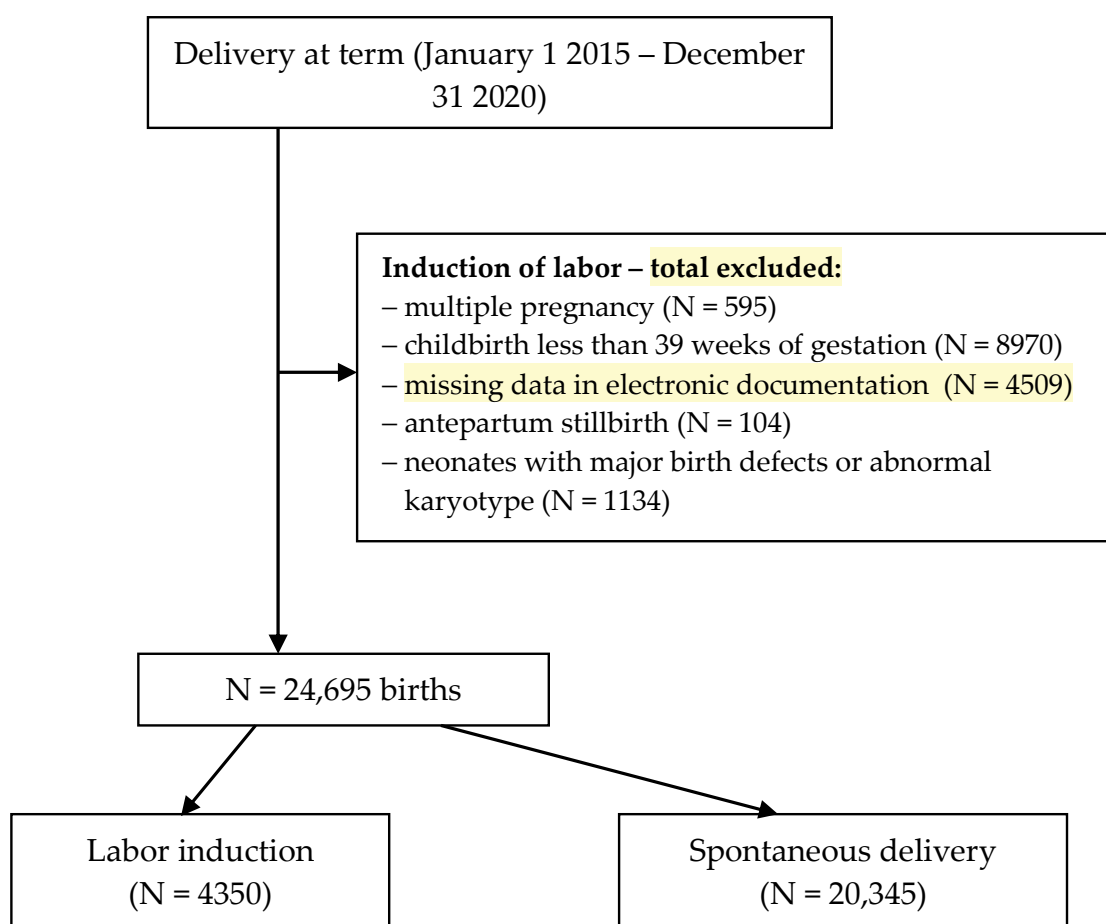 Delivery at term (January 1 2015 – December
31 2020)
Induction of labor – total excluded:
– multiple pregnancy (N = 595)
– childbirth less than 39 weeks of gestation (N = 8970)
– missing data in electronic documentation  (N = 4509)
– antepartum stillbirth (N = 104)
– neonates with major birth defects or abnormal
karyotype (N = 1134)
N = 24,695 births
Labor induction
(N = 4350)
Spontaneous delivery
(N = 20,345)